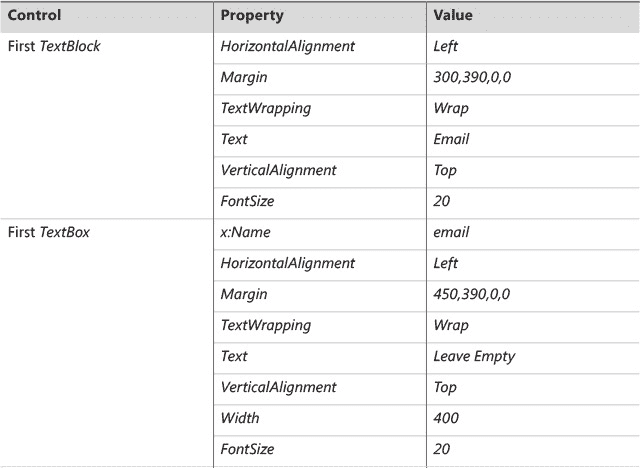 Control Property Value
First TextBlock HorizontalAlignment Left
Margin 300,390,0,0
TextWrapping Wrap
Text Email
VerticalAlignment Top
FontSize 20
First TextBox x:Name email
HorizontalAlignment Left
Margin 450,390,0,0
TextWrapping Wrap
Text Leave Empty
VerticalAlignment Top
Width 400
FontSize 20